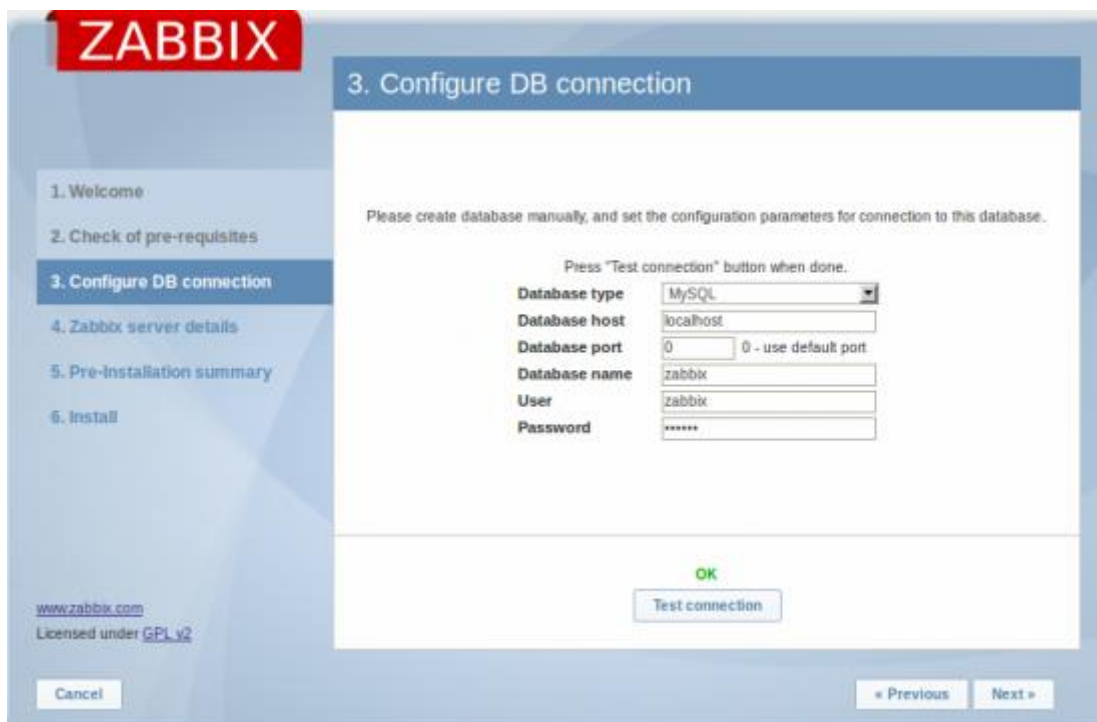 ZABBIX
3. Configure DB connection
1. Welcome
2. Check of pre-requisites
3. Configure DB connection
4. Zabbix server details
5. Pre-Installation summary
6. Install
Please create database manually, and set the configuration parameters for connection to this database.
Press "Test connection" button when done.
Database type MySQL
Database host localhost
Database port 0 0 - use default port
Database name zabbix
User zabbix
Password ••••••
OK
Test connection
www.zabbix.com
Licensed under GPL v2
Cancel « Previous Next »